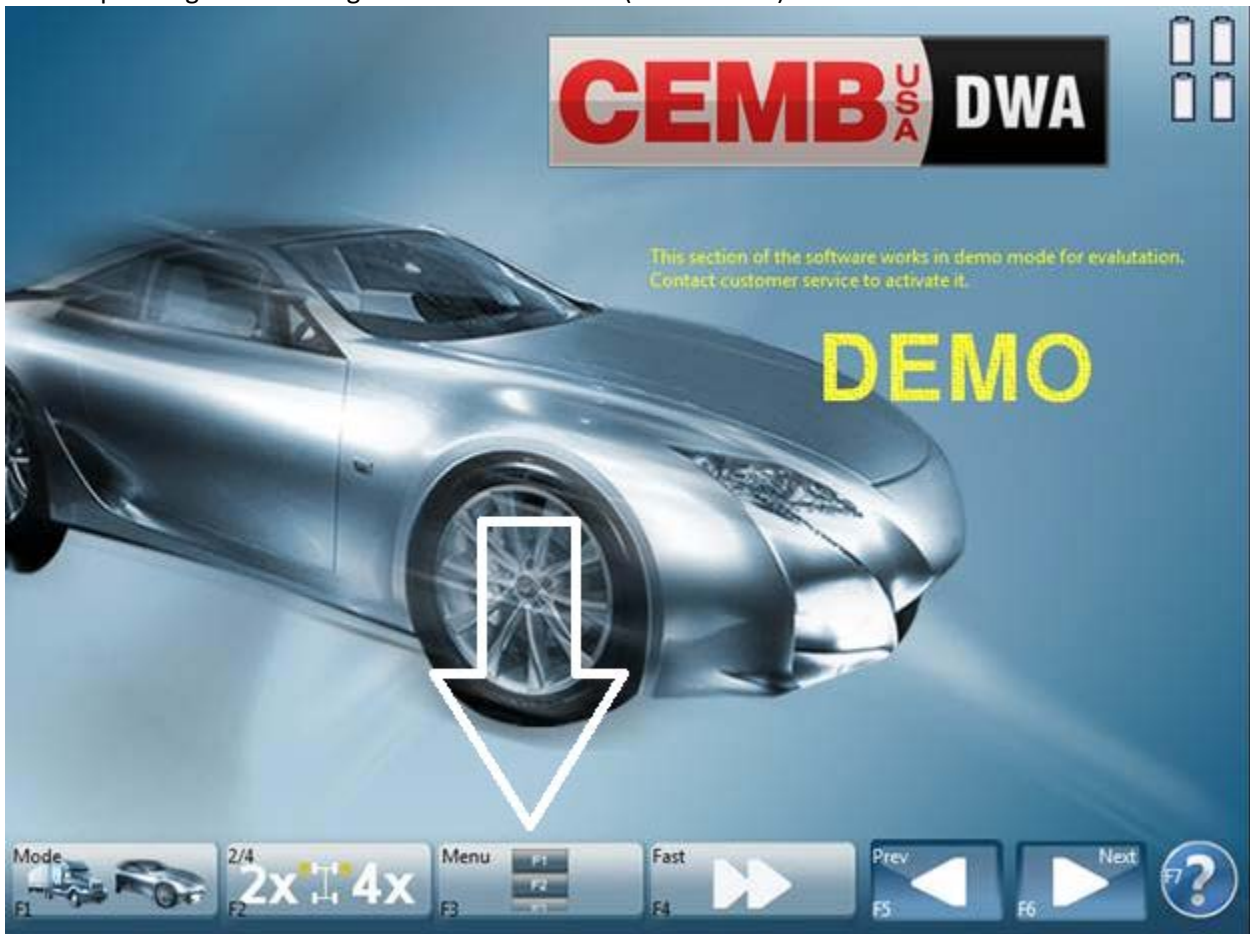 CEMB USA DWA
This section of the software works in demo mode for evalutation.
Contact customer service to activate it.
DEMO
Mode
F1
2/4
2x 4x
F2
Menu
F1
F2
F3
Fast
F4
Prev
F5
Next
F6
F7 ?